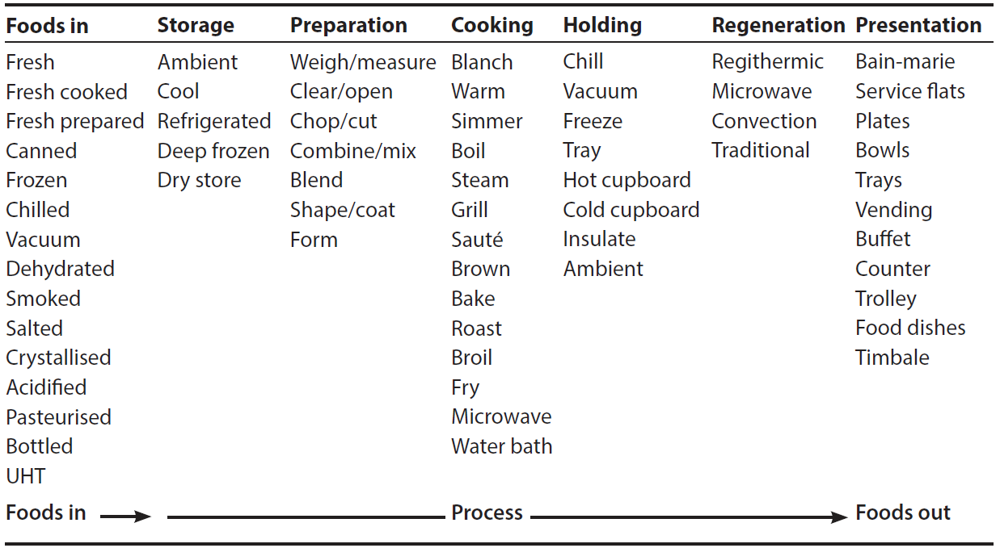 Foods in Storage Preparation Cooking Holding Regeneration Presentation
Fresh Ambient Weigh/measure Blanch Chill Regithermic Bain-marie
Fresh cooked Cool Clear/open Warm Vacuum Microwave Service flats
Fresh prepared Refrigerated Chop/cut Simmer Freeze Convection Plates
Canned Deep frozen Combine/mix Boil Tray Traditional Bowls
Frozen Dry store Blend Steam Hot cupboard Trays
Chilled Shape/coat Grill Cold cupboard Vending
Vacuum Form Sauté Insulate Buffet
Dehydrated Brown Ambient Counter
Smoked Bake Trolley
Salted Roast Food dishes
Crystallised Broil Timbale
Acidified Fry
Pasteurised Microwave
Bottled Water bath
UHT
Foods in Process Foods out